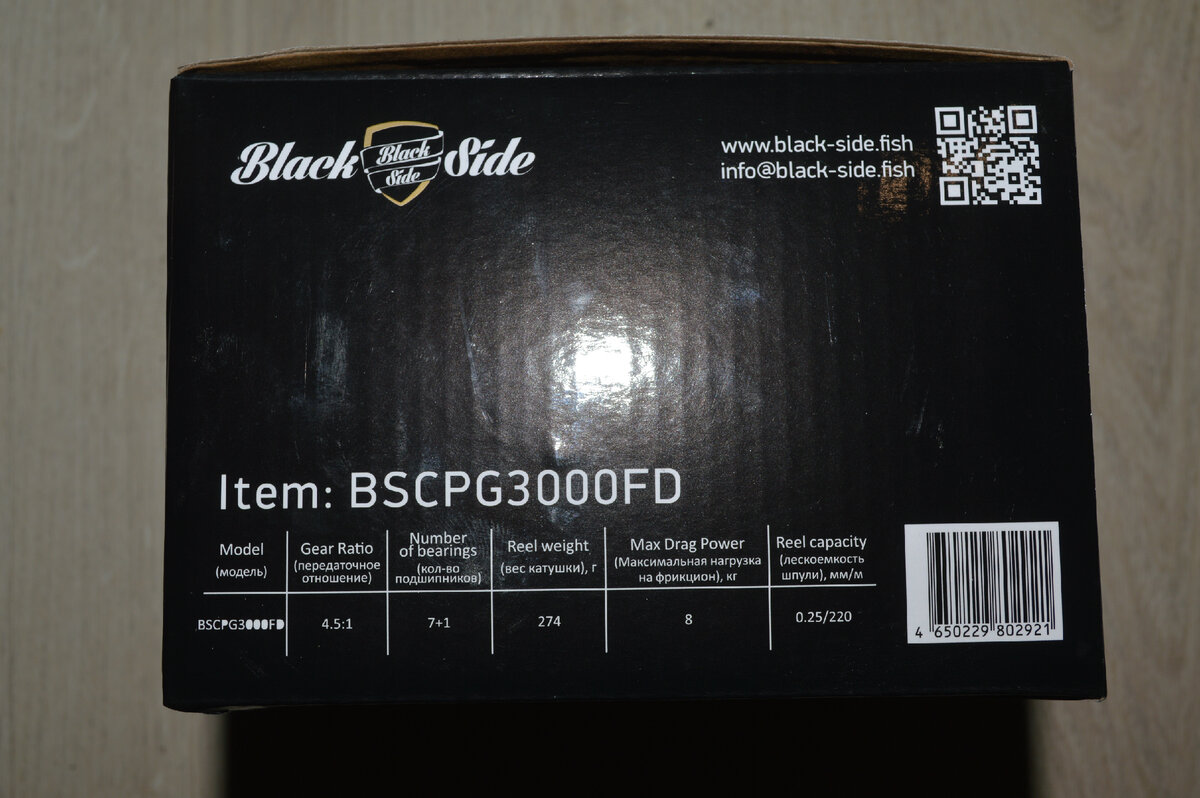 Black Black Side Side
www.black-side.fish
info@black-side.fish
Item: BSCPG3000FD
Model
(модель)
Gear Ratio
(передаточное
отношение)
Number
of bearings
(кол-во
подшипников)
Reel weight
(вес катушки), г
Max Drag Power
(Максимальная нагрузка
на фрикцион), кг
Reel capacity
(лескоемкость
шпули), мм/м
BSCPG3000FD 4.5:1 7+1 274 8 0.25/220
4 650229 802921